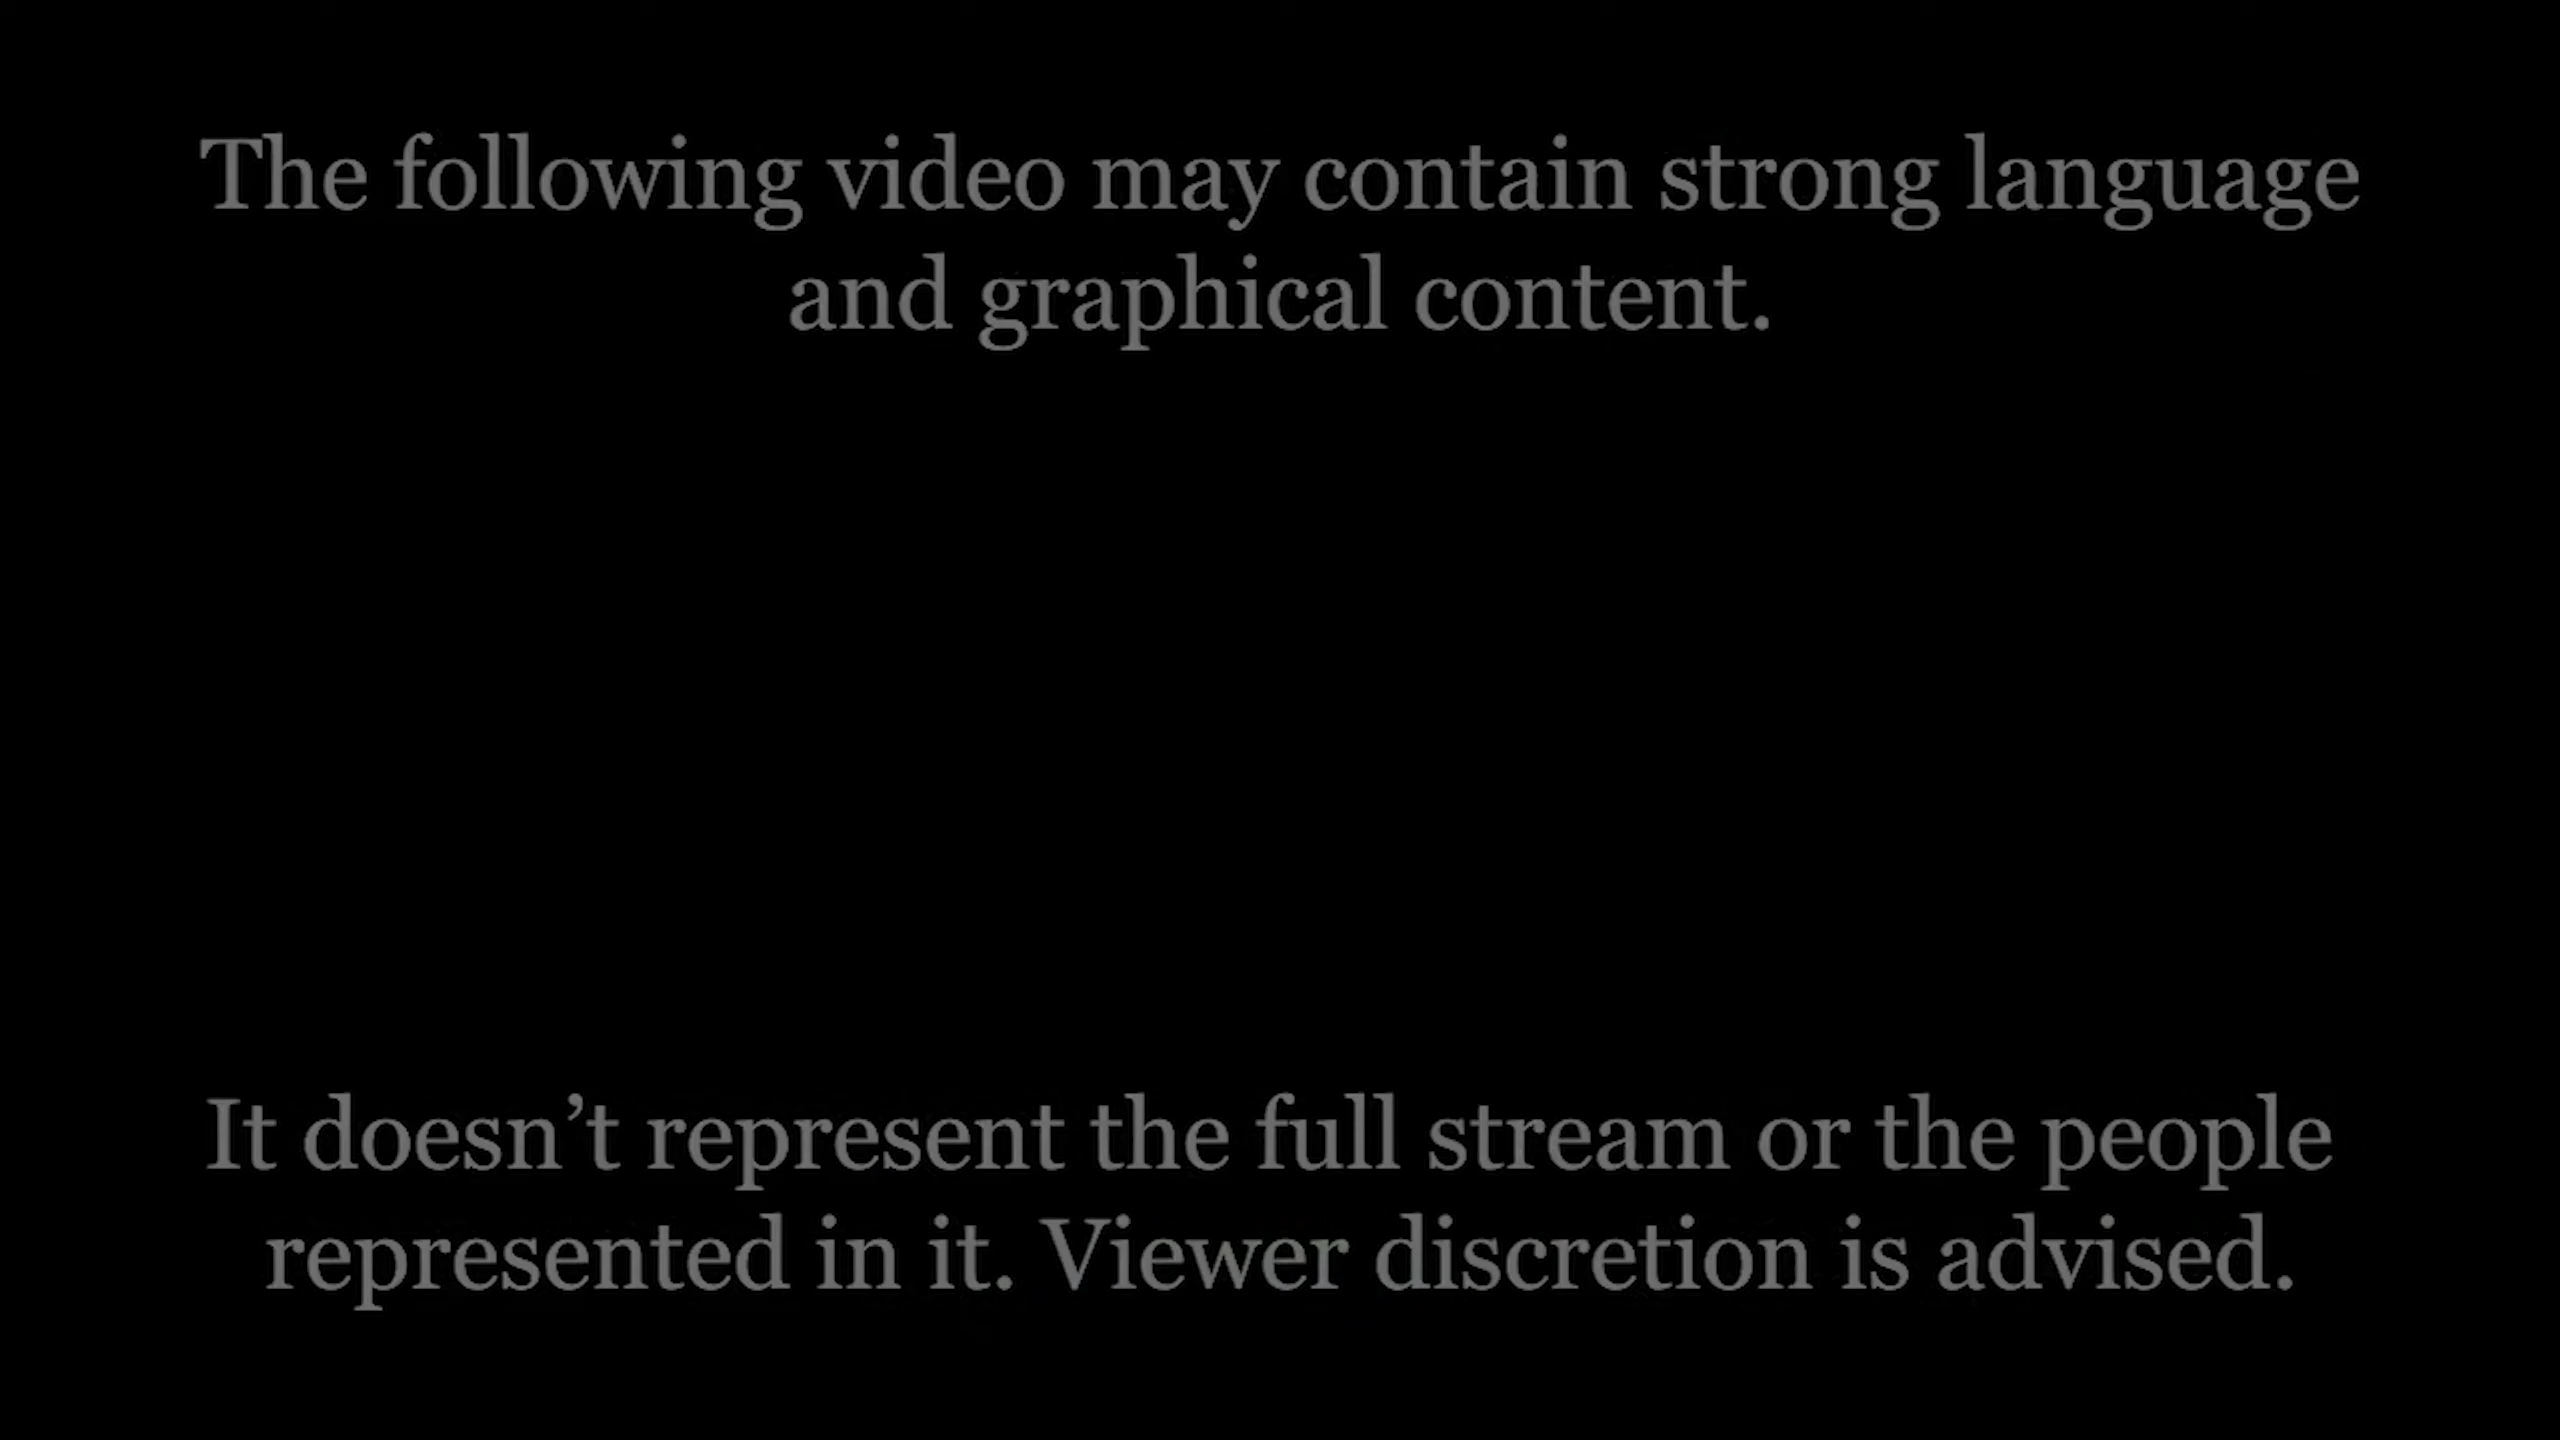 The following video may contain strong language
and graphical content.
It doesn’t represent the full stream or the people
represented in it. Viewer discretion is advised.